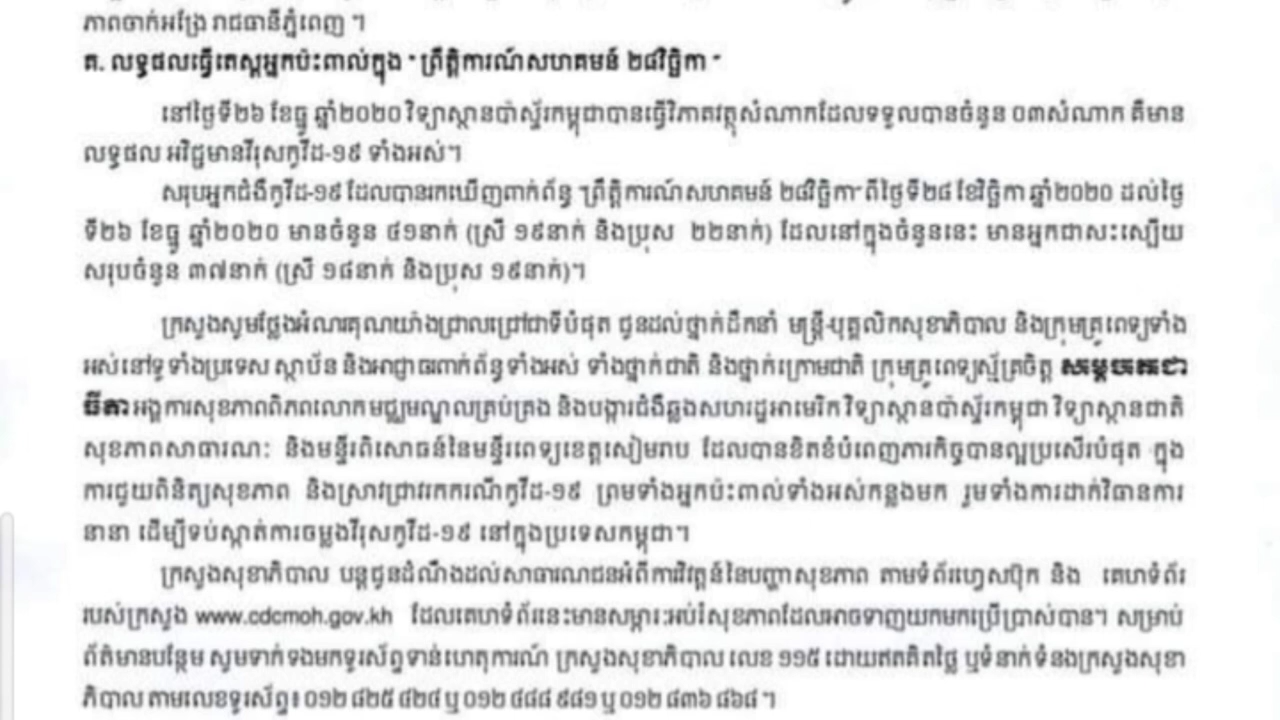 ភាពចាក់អង្រែ រាជធានីភ្នំពេញ ។
គ. លទ្ធផលធ្វើតេស្តអ្នកប៉ះពាល់ក្នុង "ព្រឹត្តិការណ៍សហគមន៍ ២៨វិច្ឆិកា"
នៅថ្ងៃទី២៦ ខែធ្នូ ឆ្នាំ២០២០ វិទ្យាស្ថានប៉ាស្ទ័រកម្ពុជាបានធ្វើវិភាគវត្ថុសំណាកដែលទទួលបានចំនួន ០៣សំណាក គឺមាន
លទ្ធផល អវិជ្ជមានវីរុសកូវីដ-១៩ ទាំងអស់។
សរុបអ្នកជំងឺកូវីដ-១៩ ដែលបានរកឃើញពាក់ព័ន្ធ "ព្រឹត្តិការណ៍សហគមន៍ ២៨វិច្ឆិកា" ពីថ្ងៃទី២៨ ខែវិច្ឆិកា ឆ្នាំ២០២០ ដល់ថ្ងៃ
ទី២៦ ខែធ្នូ ឆ្នាំ២០២០ មានចំនួន ៤១នាក់ (ស្រី ១៩នាក់ និងប្រុស ២២នាក់) ដែលនៅក្នុងចំនួននេះ មានអ្នកជាសះស្បើយ
សរុបចំនួន ៣៧នាក់ (ស្រី ១៨នាក់ និងប្រុស ១៩នាក់)។
ក្រសួងសូមថ្លែងអំណរគុណយ៉ាងជ្រាលជ្រៅជាទីបំផុត ជូនដល់ថ្នាក់ដឹកនាំ មន្ត្រី-បុគ្គលិកសុខាភិបាល និងក្រុមគ្រូពេទ្យទាំង
អស់នៅទូទាំងប្រទេស ស្ថាប័ន និងអាជ្ញាធរពាក់ព័ន្ធទាំងអស់ ទាំងថ្នាក់ជាតិ និងថ្នាក់ក្រោមជាតិ ក្រុមគ្រូពេទ្យស្ម័គ្រចិត្ត សម្តេចតេជោ
អង្គការសុខភាពពិភពលោក មជ្ឈមណ្ឌលគ្រប់គ្រង និងបង្ការជំងឺឆ្លងសហរដ្ឋអាមេរិក វិទ្យាស្ថានប៉ាស្ទ័រកម្ពុជា វិទ្យាស្ថានជាតិ
សុខភាពសាធារណៈ និងមន្ទីរពិសោធន៍នៃមន្ទីរពេទ្យខេត្តសៀមរាប ដែលបានខិតខំបំពេញភារកិច្ចបានល្អប្រសើរបំផុត ក្នុង
ការជួយពិនិត្យសុខភាព និងស្រាវជ្រាវរកករណីកូវីដ-១៩ ព្រមទាំងអ្នកប៉ះពាល់ទាំងអស់កន្លងមក រួមទាំងការដាក់វិធានការ
នានា ដើម្បីទប់ស្កាត់ការចម្លងវីរុសកូវីដ-១៩ នៅក្នុងប្រទេសកម្ពុជា។
ក្រសួងសុខាភិបាល បន្តជូនដំណឹងដល់សាធារណជនអំពីការវិវត្តន៍នៃបញ្ហាសុខភាព តាមទំព័រហ្វេសប៊ុក និង គេហទំព័រ
របស់ក្រសួង www.cdcmoh.gov.kh ដែលគេហទំព័រនេះមានសម្ភារៈអប់រំសុខភាពដែលអាចទាញយកមកប្រើប្រាស់បាន។ សម្រាប់
ព័ត៌មានបន្ថែម សូមទាក់ទងមកទូរស័ព្ទទាន់ហេតុការណ៍ ក្រសួងសុខាភិបាល លេខ ១១៥ ដោយឥតគិតថ្លៃ ឬទំនាក់ទំនងក្រសួងសុខា
ភិបាល តាមលេខទូរស័ព្ទ៖ ០១២ ៨២៥ ៤២៤ ឬ ០១២ ៤៨៨ ៩៨១ ឬ ០១២ ៨៣៦ ៨៦៨ ។